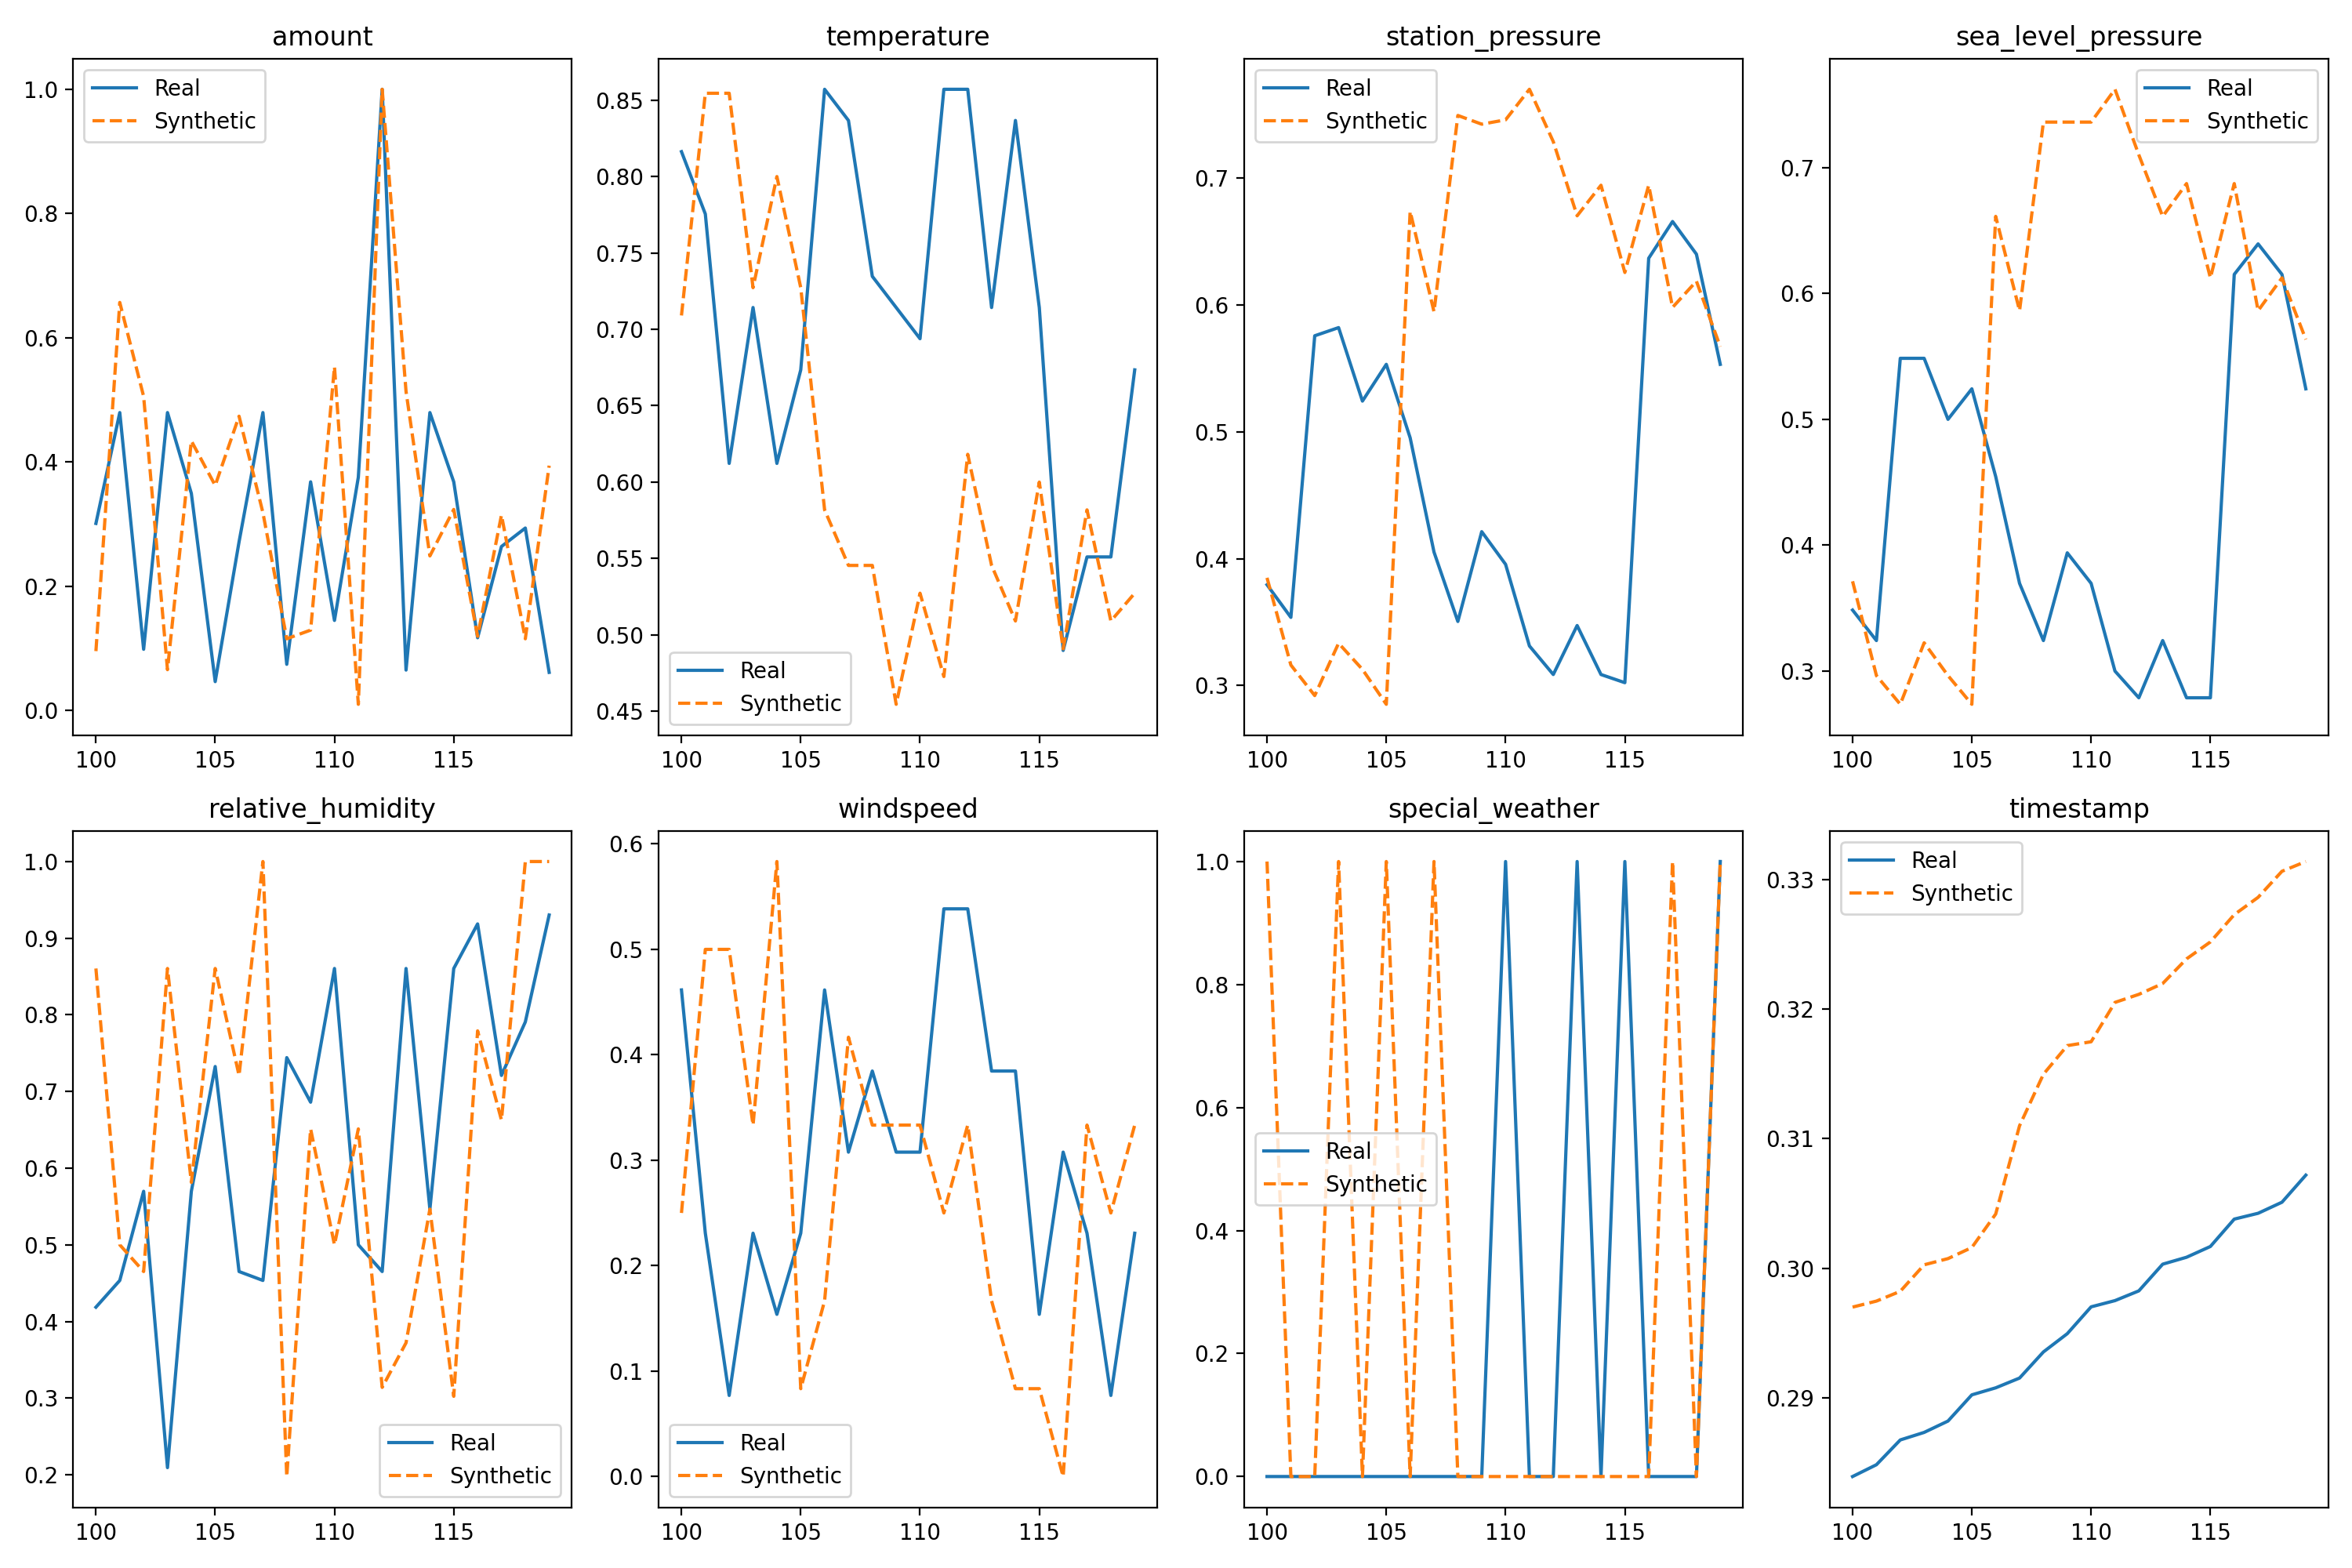 amount
Real
Synthetic
1.0
0.8
0.6
0.4
0.2
0.0
100 105 110 115
temperature
Real
Synthetic
0.85
0.80
0.75
0.70
0.65
0.60
0.55
0.50
0.45
100 105 110 115
station_pressure
Real
Synthetic
0.7
0.6
0.5
0.4
0.3
100 105 110 115
sea_level_pressure
Real
Synthetic
0.7
0.6
0.5
0.4
0.3
100 105 110 115
relative_humidity
1.0
0.9
0.8
0.7
0.6
0.5
0.4
0.3
0.2
Real
Synthetic
100 105 110 115
windspeed
0.6
0.5
0.4
0.3
0.2
0.1
0.0
Real
Synthetic
100 105 110 115
special_weather
1.0
0.8
0.6
0.4
0.2
0.0
Real
Synthetic
100 105 110 115
timestamp
Real
Synthetic
0.33
0.32
0.31
0.30
0.29
100 105 110 115